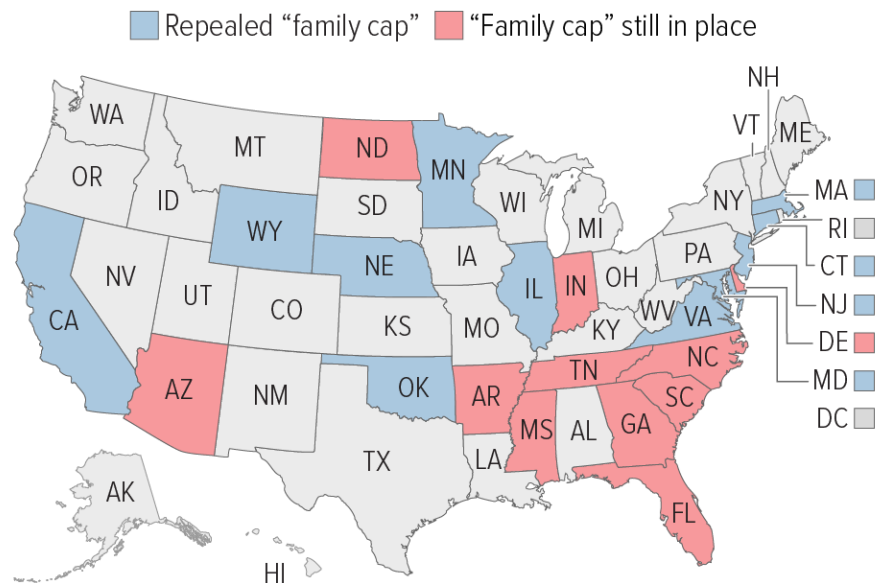 Repealed “family cap” “Family cap” still in place
NH
WA
VT
ME
MT
ND
MN
OR
MA
ID
SD
WI
NY
RI
WY
MI
CT
IA
PA
NE
NJ
NV
IL
IN
OH
UT
CO
WV
VA
DE
CA
KS
MO
KY
MD
NC
TN
AZ
NM
OK
AR
SC
DC
MS
AL
GA
TX
LA
AK
FL
HI